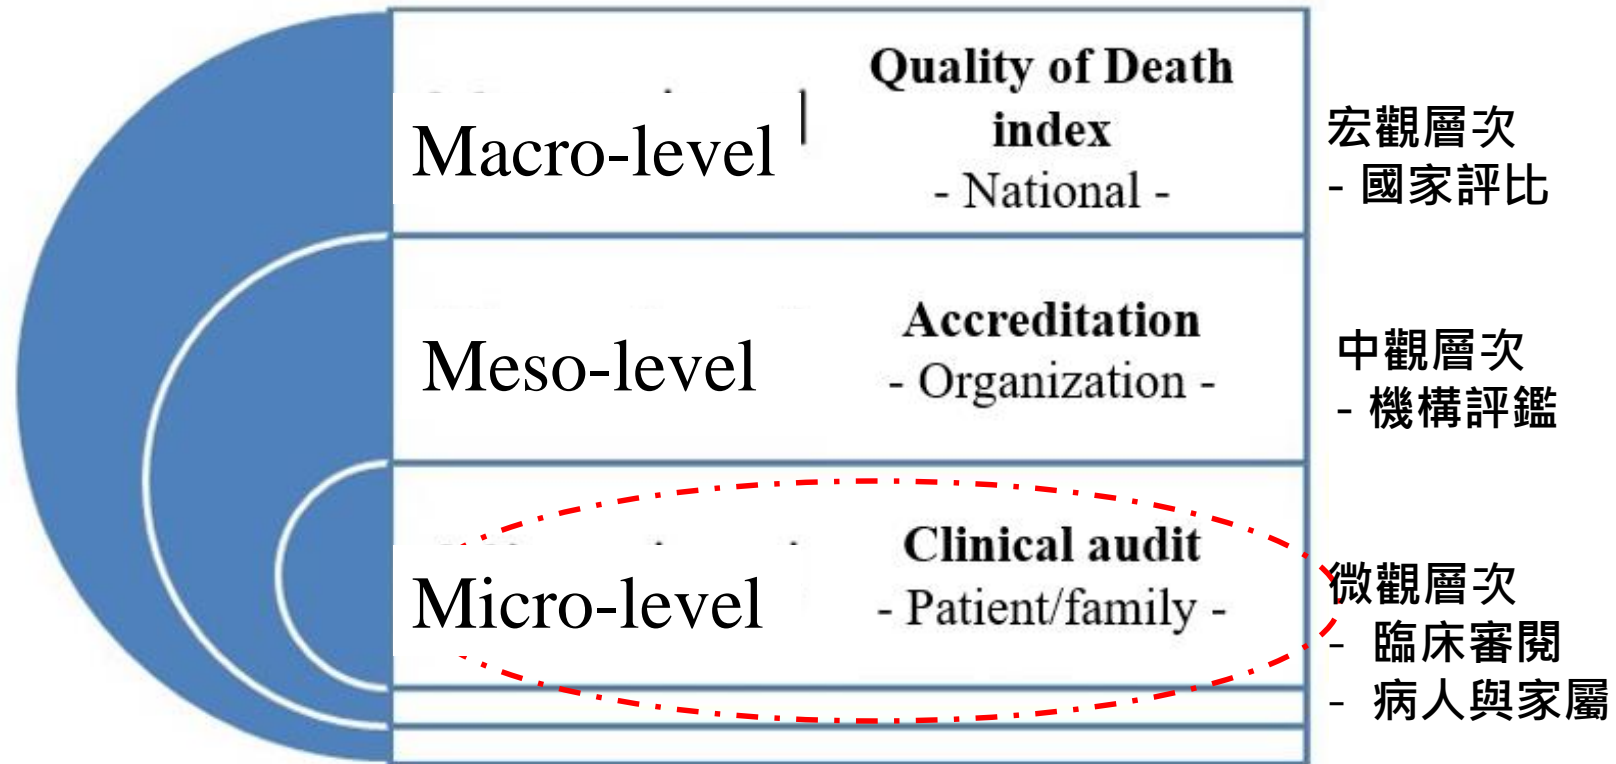 Macro-level
Quality of Death
index
- National -
宏觀層次
- 國家評比
Meso-level
Accreditation
- Organization -
中觀層次
- 機構評鑑
Micro-level
Clinical audit
- Patient/family -
微觀層次
- 臨床審閱
- 病人與家屬